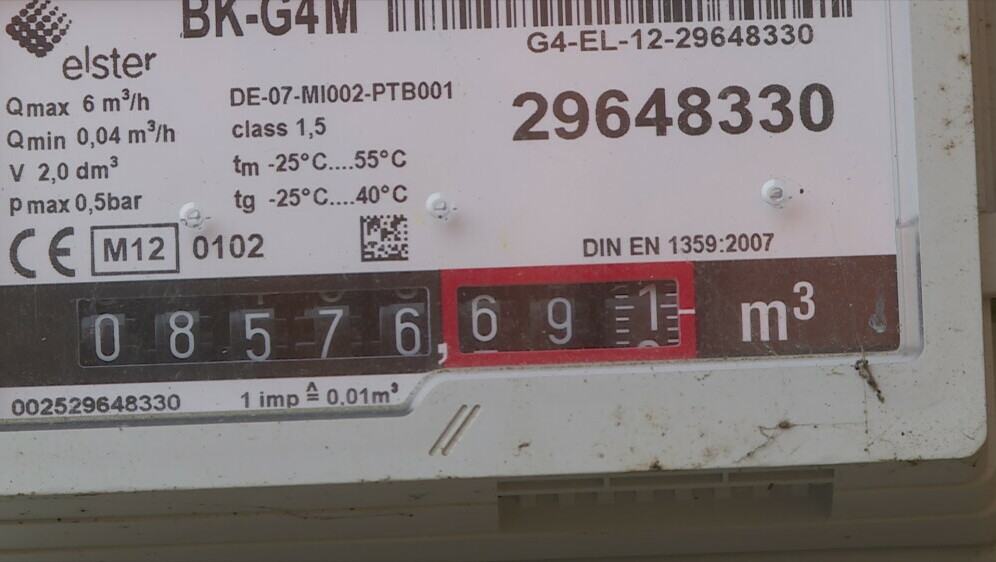 BK-G4M
elster
G4-EL-12-29648330
Qmax 6 m³/h
DE-07-MI002-PTB001
29648330
Qmin 0,04 m³/h
class 1,5
V 2,0 dm³
tm -25°C....55°C
p max 0,5bar
tg -25°C....40°C
CE M12 0102
DIN EN 1359:2007
08576,691 m³
002529648330 1 imp ≙ 0.01m³